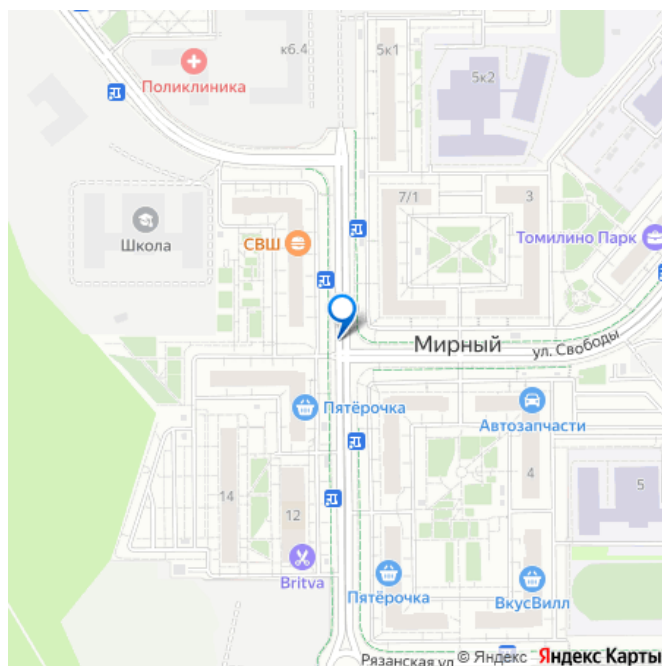 к6.4
5к1
Поликлиника
5к2
7/1
3
Школа
СВШ
Томилино Парк
Мирный
ул. Свободы
Пятёрочка
Автозапчасти
14
12
4
5
Britva
Пятёрочка
ВкусВилл
Рязанская ул
© Яндекс Яндекс Карты